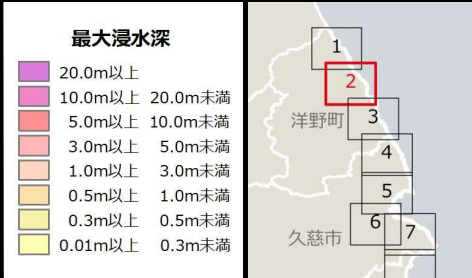 最大浸水深
20.0m以上
10.0m以上 20.0m未満
5.0m以上 10.0m未満
3.0m以上 5.0m未満
1.0m以上 3.0m未満
0.5m以上 1.0m未満
0.3m以上 0.5m未満
0.01m以上 0.3m未満
1
2
洋野町
3
4
5
6
7
久慈市